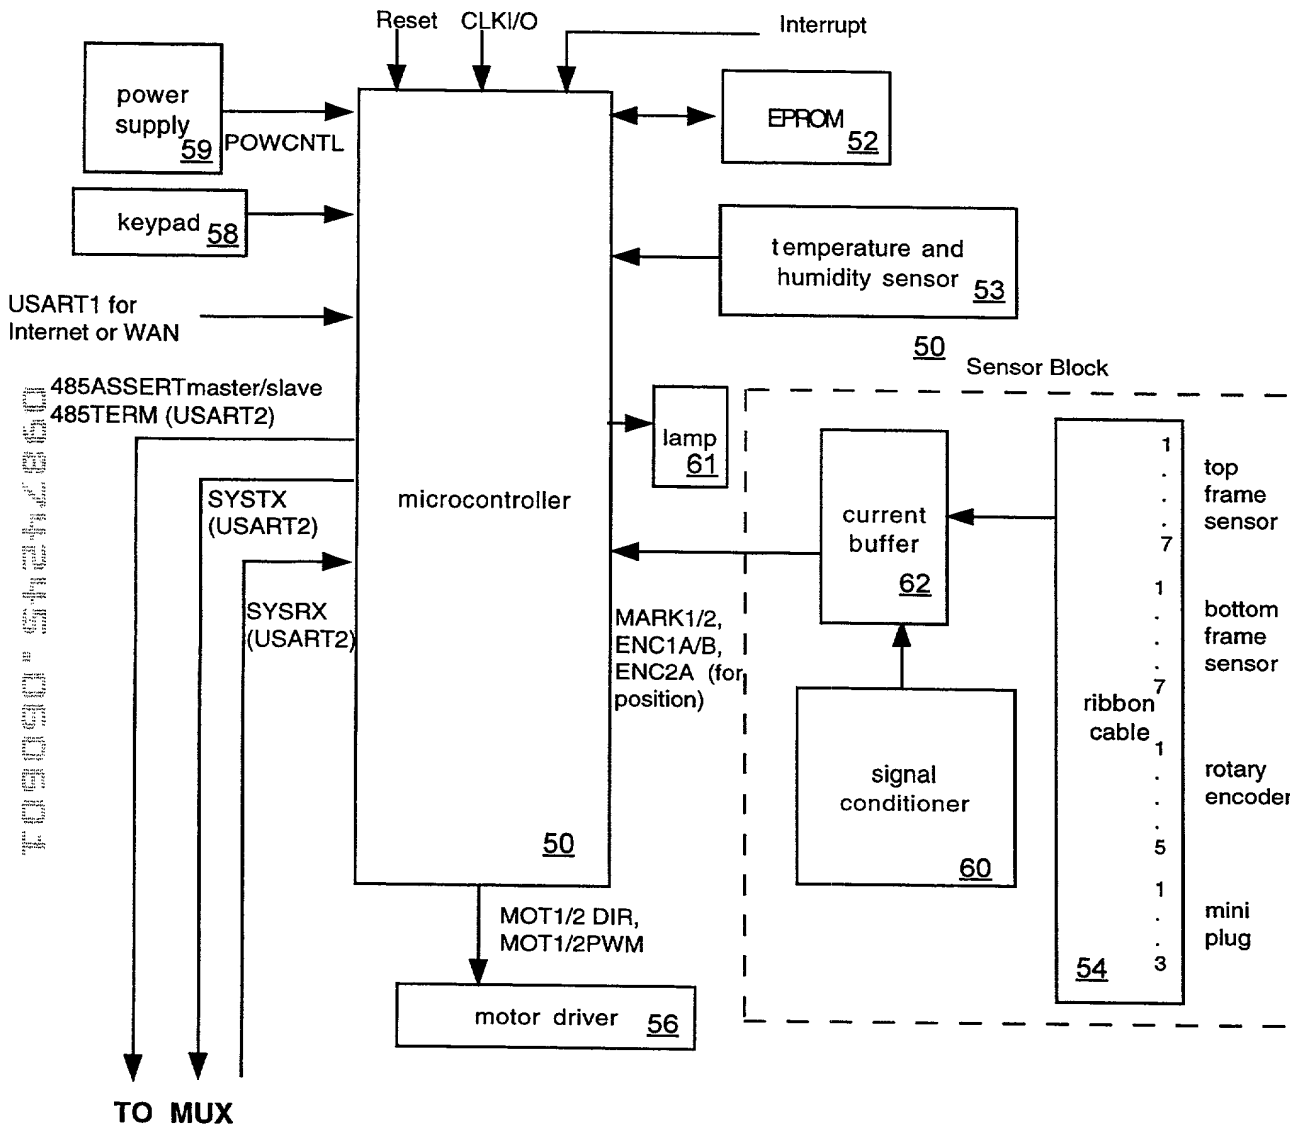 Reset CLKI/O Interrupt
power
supply 59
POWCNTL
EPROM 52
keypad 58
temperature and
humidity sensor 53
USART1 for
Internet or WAN
50
Sensor Block
485ASSERTmaster/slave
485TERM (USART2)
lamp
61
microcontroller
SYSTX
(USART2)
SYSRX
(USART2)
current
buffer
62
MARK1/2,
ENC1A/B,
ENC2A (for
position)
signal
conditioner
60
50
ribbon
cable
54
1
.
.
.
7
top
frame
sensor
1
.
.
.
7
bottom
frame
sensor
1
.
.
.
5
rotary
encoder
1
.
.
3
mini
plug
MOT1/2 DIR,
MOT1/2PWM
motor driver 56
TO MUX
09874245.060601